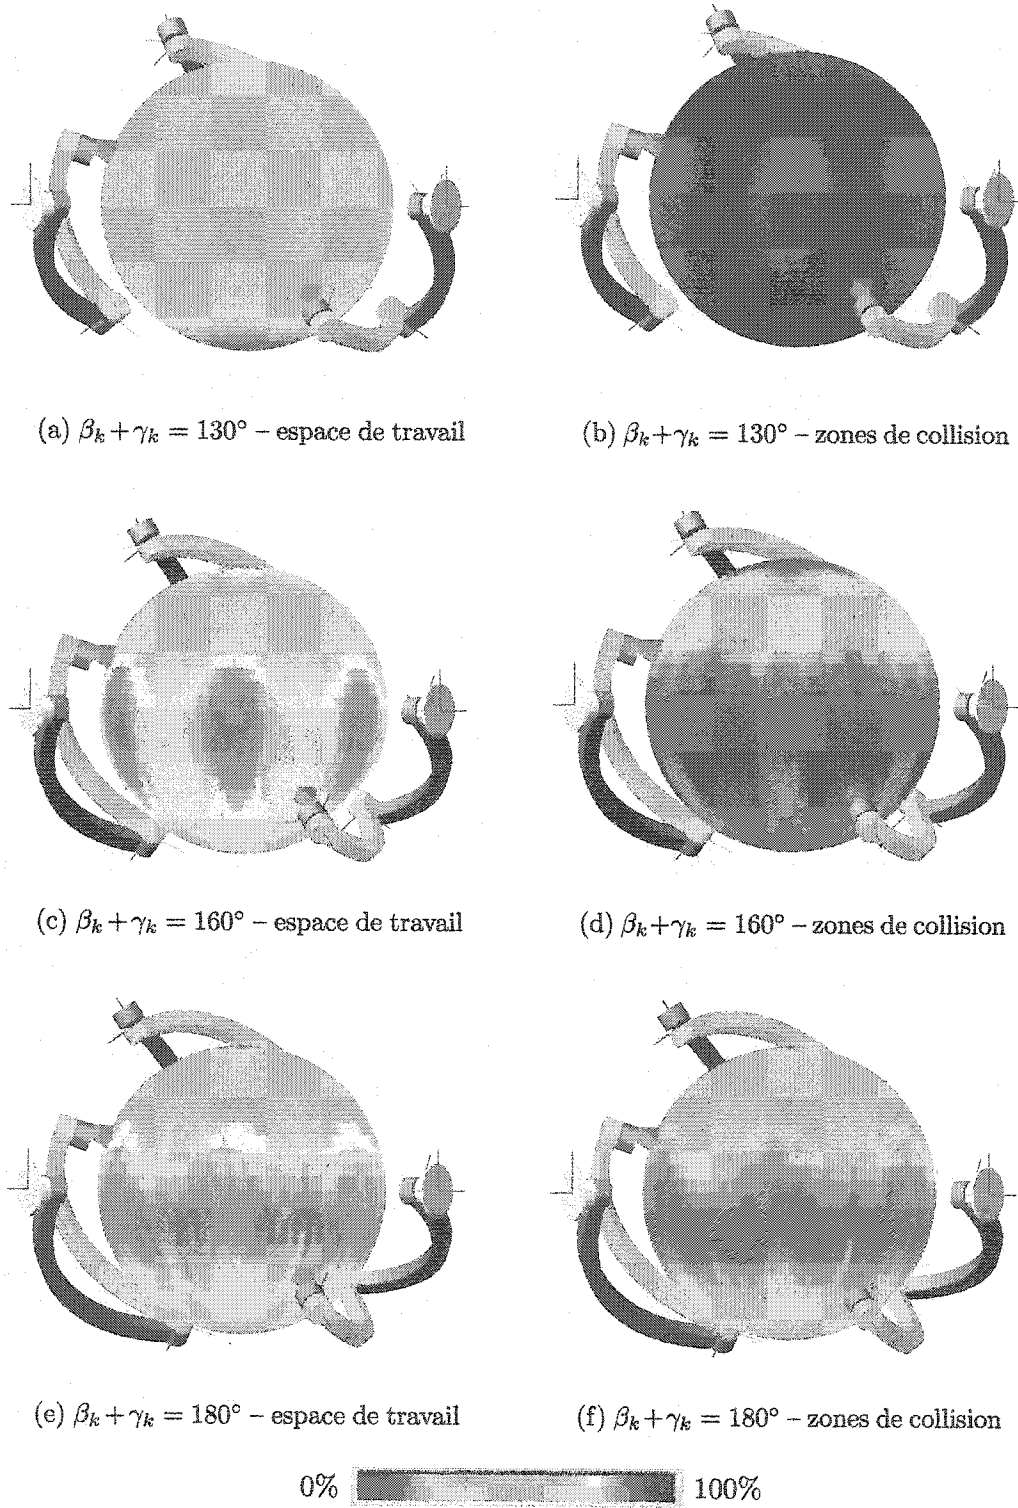 (a) βₖ+γₖ = 130° – espace de travail
(b) βₖ+γₖ = 130° – zones de collision
(c) βₖ+γₖ = 160° – espace de travail
(d) βₖ+γₖ = 160° – zones de collision
(e) βₖ+γₖ = 180° – espace de travail
(f) βₖ+γₖ = 180° – zones de collision
0% 100%